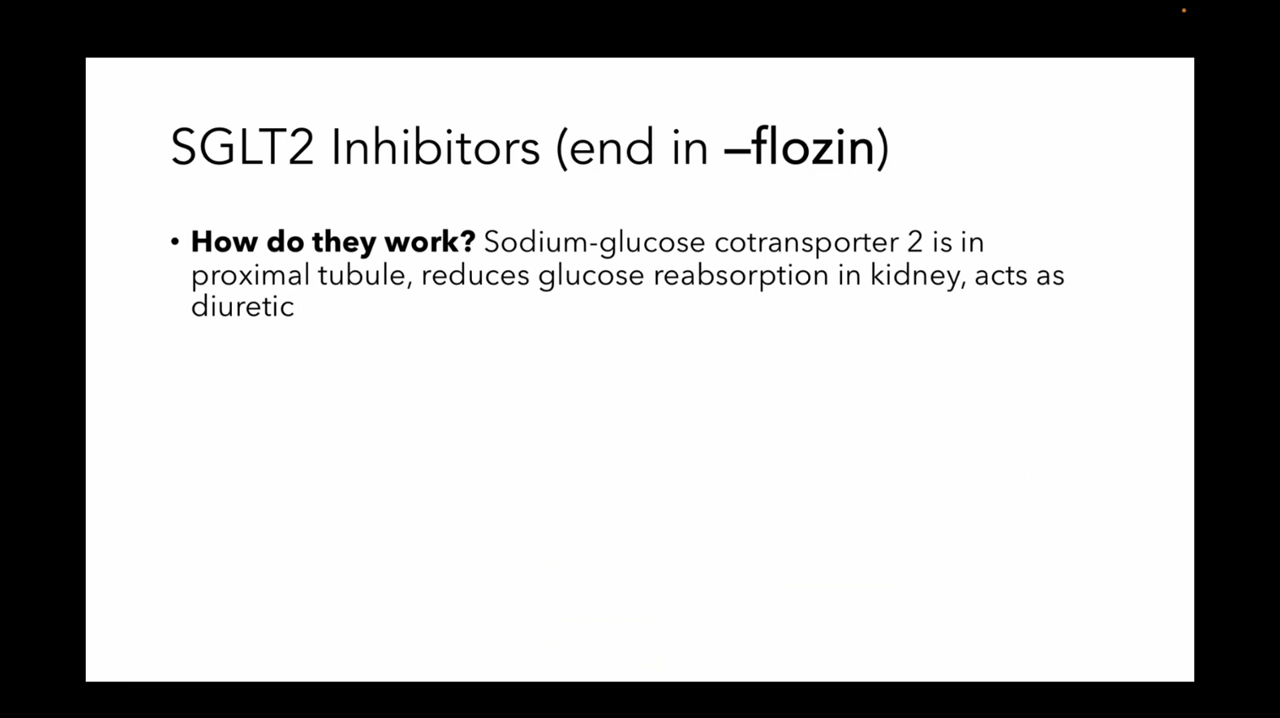 SGLT2 Inhibitors (end in –flozin)
• How do they work? Sodium-glucose cotransporter 2 is in
proximal tubule, reduces glucose reabsorption in kidney, acts as
diuretic